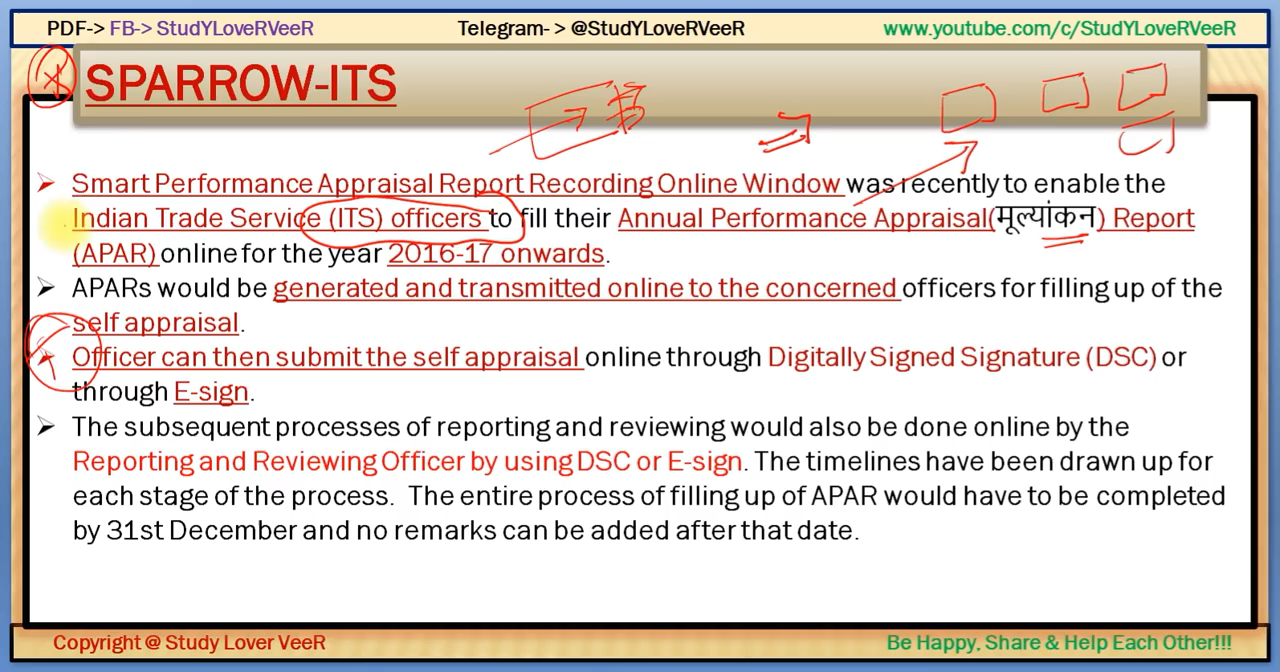 PDF-> FB-> StudYLoveRVeeR Telegram- > @StudYLoveRVeeR www.youtube.com/c/StudYLoveRVeeR
SPARROW-ITS
Smart Performance Appraisal Report Recording Online Window was recently to enable the
Indian Trade Service (ITS) officers to fill their Annual Performance Appraisal(मूल्यांकन) Report
(APAR) online for the year 2016-17 onwards.
APARs would be generated and transmitted online to the concerned officers for filling up of the
self appraisal.
Officer can then submit the self appraisal online through Digitally Signed Signature (DSC) or
through E-sign.
The subsequent processes of reporting and reviewing would also be done online by the
Reporting and Reviewing Officer by using DSC or E-sign. The timelines have been drawn up for
each stage of the process. The entire process of filling up of APAR would have to be completed
by 31st December and no remarks can be added after that date.
Copyright @ Study Lover VeeR Be Happy, Share & Help Each Other!!!